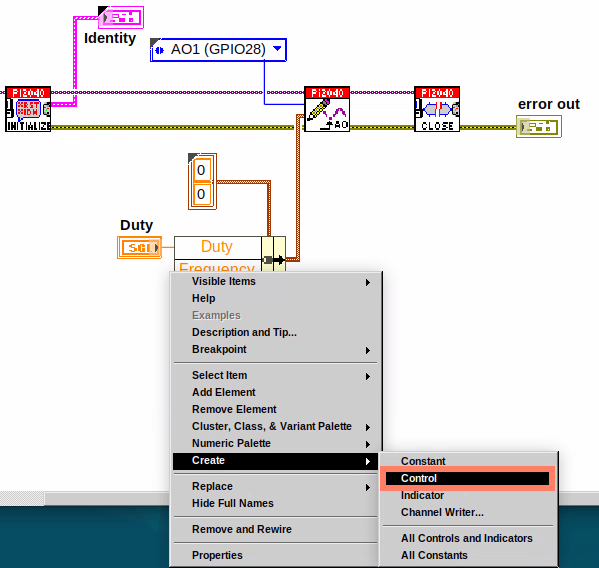 Identity
AO1 (GPIO28)
PI2040
INITIALIZE
PI2040
AO
PI2040
CLOSE
error out
0
0
Duty
SGL
Duty
Frequency
Visible Items
Help
Examples
Description and Tip...
Breakpoint
Select Item
Add Element
Remove Element
Cluster, Class, & Variant Palette
Numeric Palette
Create
Replace
Hide Full Names
Remove and Rewire
Properties
Constant
Control
Indicator
Channel Writer...
All Controls and Indicators
All Constants